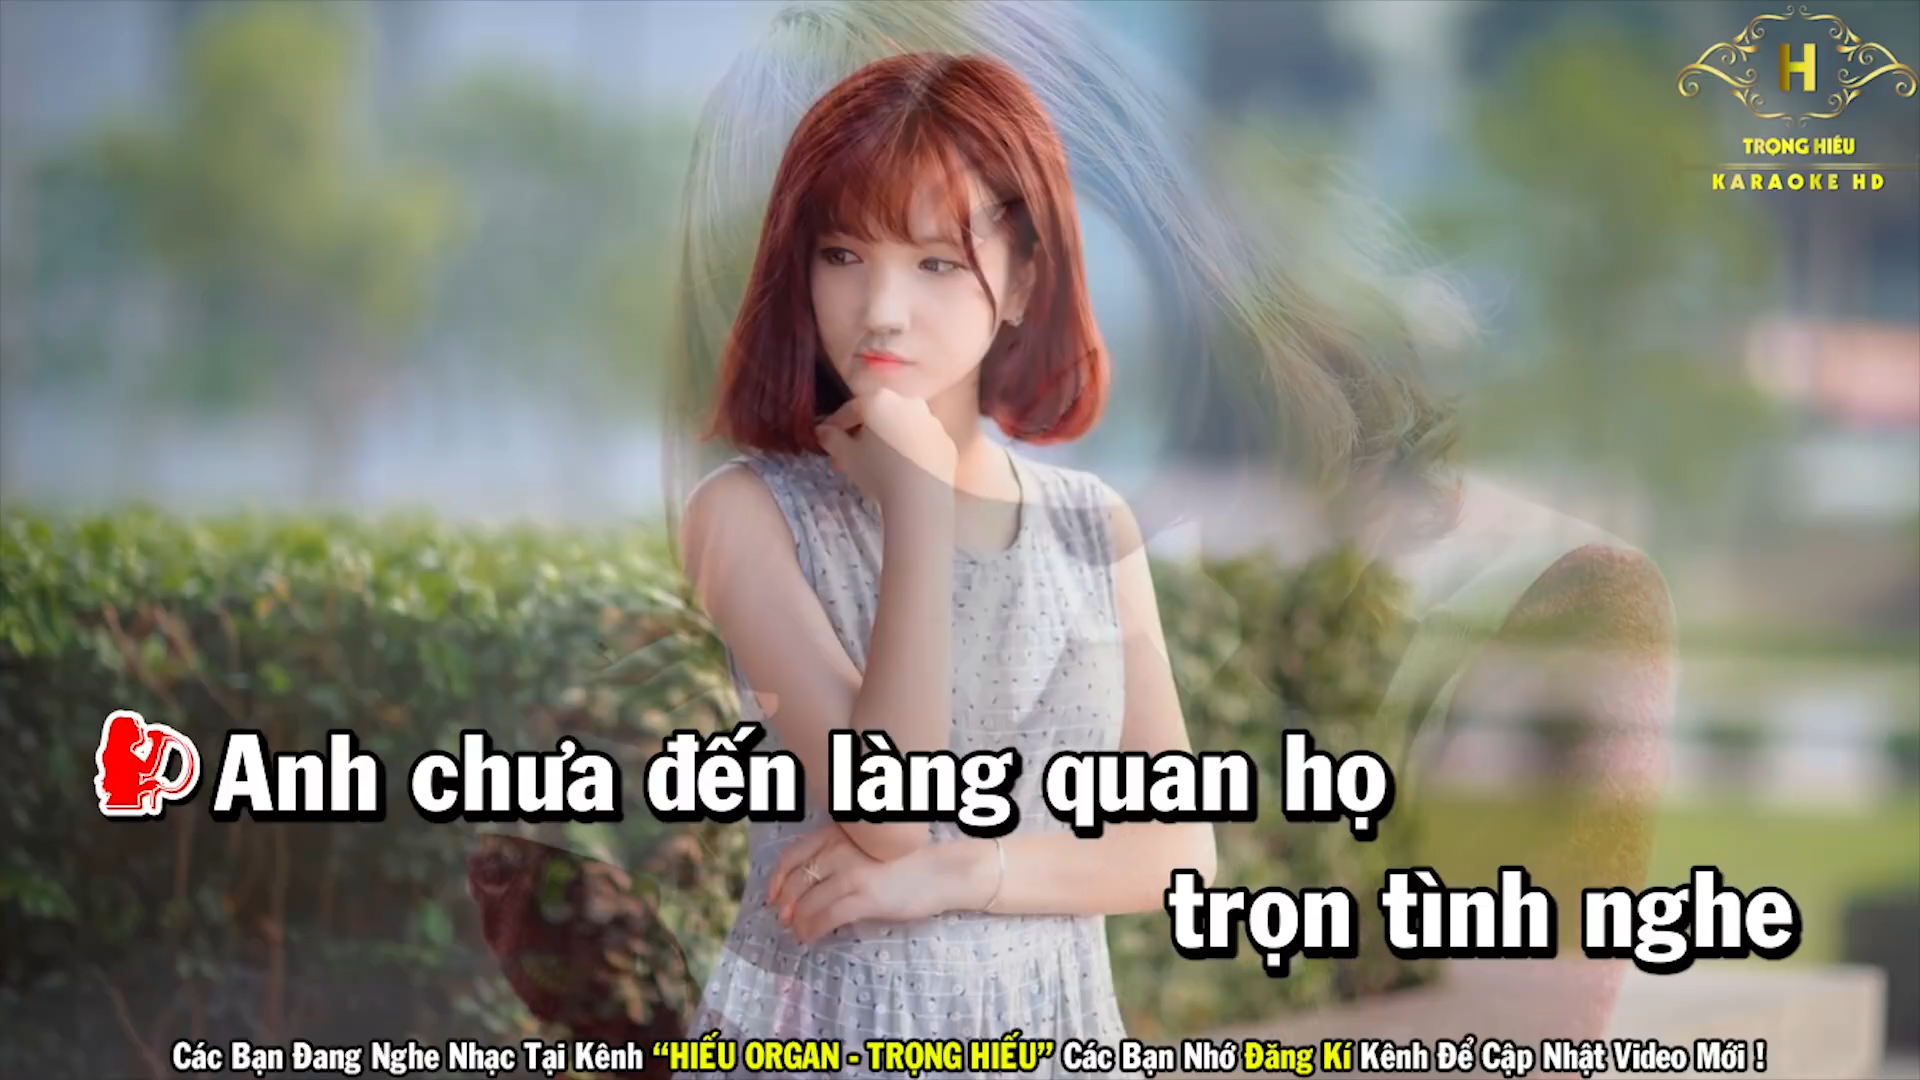 H
TRỌNG HIẾU
KARAOKE HD
Anh chưa đến làng quan họ
trọn tình nghe
Các Bạn Đang Nghe Nhạc Tại Kênh “HIẾU ORGAN - TRỌNG HIẾU” Các Bạn Nhớ Đăng Kí Kênh Để Cập Nhật Video Mới !